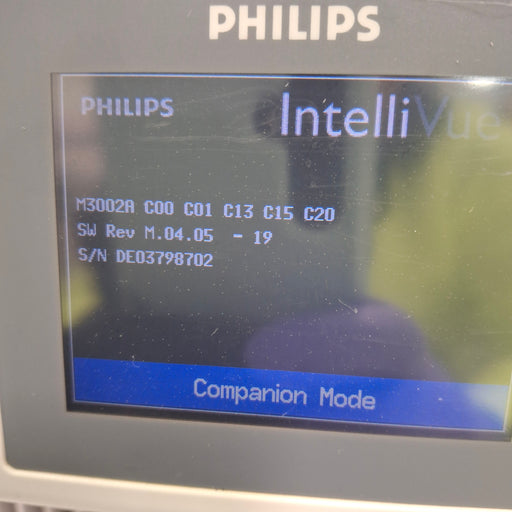 PHILIPS
PHILIPS
IntelliVue
M3002A C00 C01 C13 C15 C20
SW Rev M.04.05 - 19
S/N DE03798702
Companion Mode